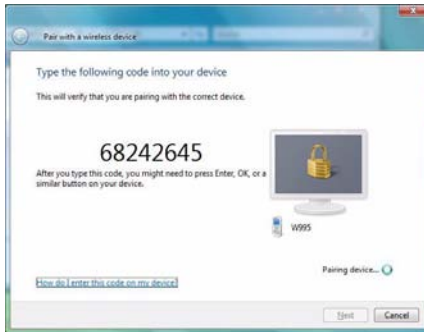 Pair with a wireless device
Type the following code into your device
This will verify that you are pairing with the correct device.
68242645
After you type this code, you might need to press Enter, OK, or a
similar button on your device.
W995
Pairing device...
How do I enter this code on my device?
Next Cancel